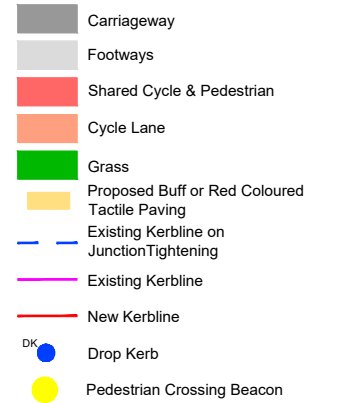 Carriageway
Footways
Shared Cycle & Pedestrian
Cycle Lane
Grass
Proposed Buff or Red Coloured
Tactile Paving
Existing Kerbline on
JunctionTightening
Existing Kerbline
New Kerbline
DK
Drop Kerb
Pedestrian Crossing Beacon